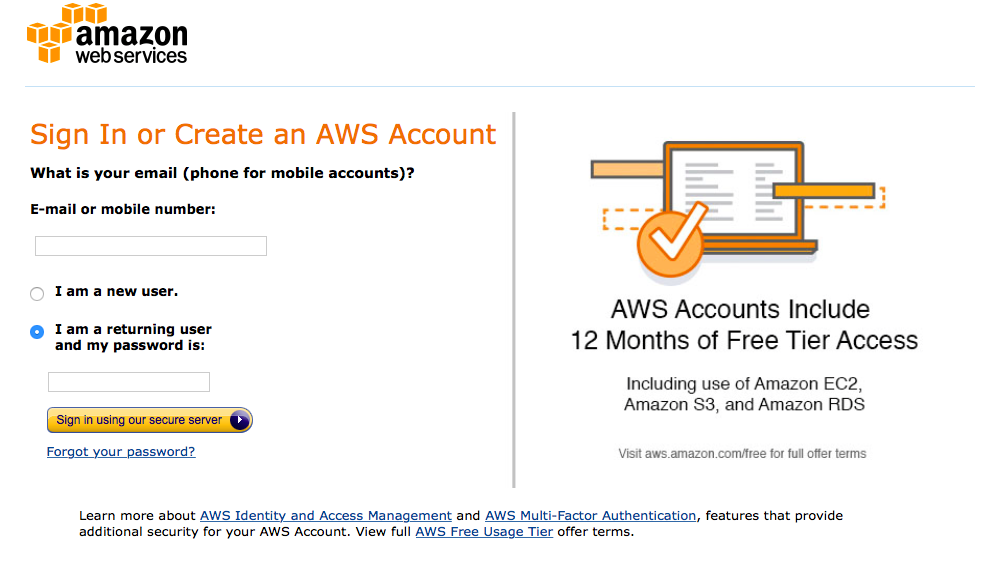 amazon
webservices
Sign In or Create an AWS Account
What is your email (phone for mobile accounts)?
E-mail or mobile number:
I am a new user.
I am a returning user
and my password is:
Sign in using our secure server
Forgot your password?
AWS Accounts Include
12 Months of Free Tier Access
Including use of Amazon EC2,
Amazon S3, and Amazon RDS
Visit aws.amazon.com/free for full offer terms
Learn more about AWS Identity and Access Management and AWS Multi-Factor Authentication, features that provide
additional security for your AWS Account. View full AWS Free Usage Tier offer terms.